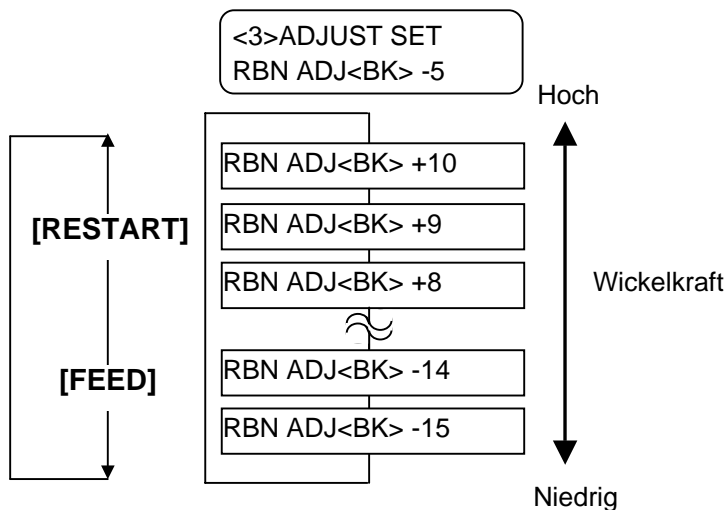 <3>ADJUST SET
RBN ADJ<BK> -5
Hoch
RBN ADJ<BK> +10
[RESTART]
RBN ADJ<BK> +9
RBN ADJ<BK> +8
Wickelkraft
[FEED]
RBN ADJ<BK> -14
RBN ADJ<BK> -15
Niedrig